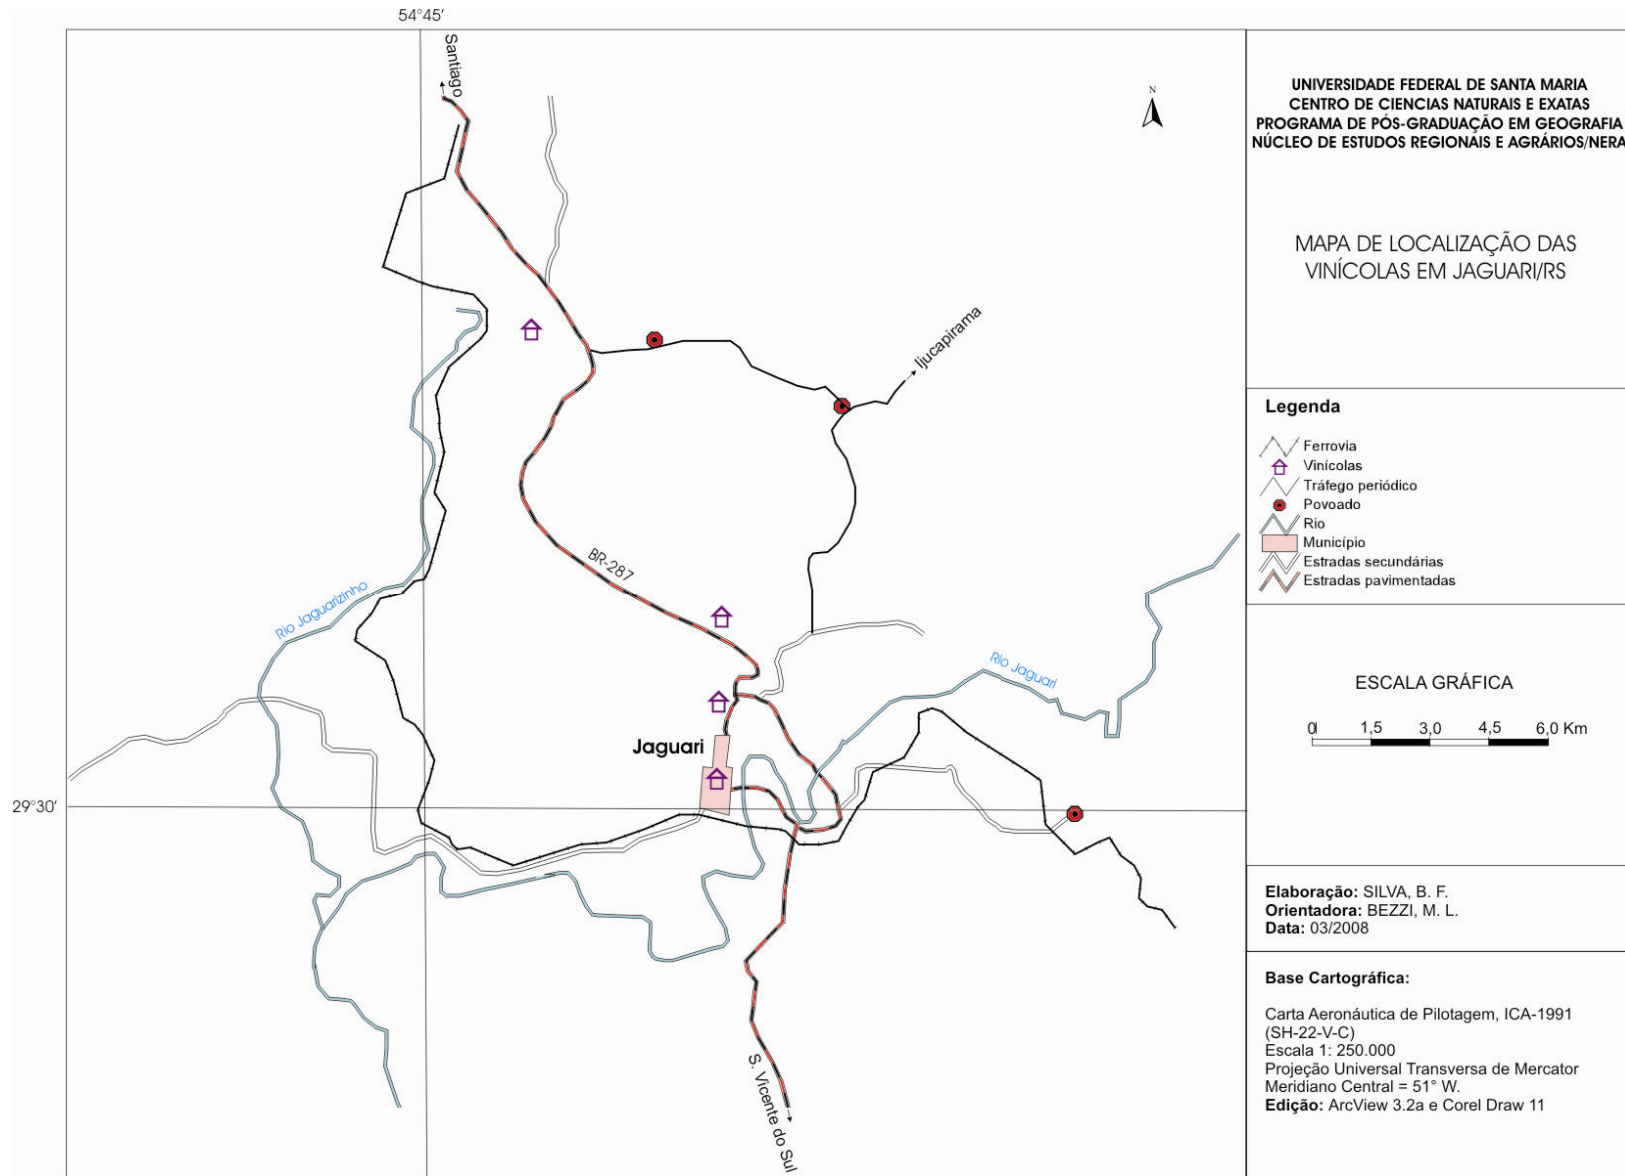 54°45'
Santiago
N
UNIVERSIDADE FEDERAL DE SANTA MARIA
CENTRO DE CIENCIAS NATURAIS E EXATAS
PROGRAMA DE PÓS-GRADUAÇÃO EM GEOGRAFIA
NÚCLEO DE ESTUDOS REGIONAIS E AGRÁRIOS/NERA
MAPA DE LOCALIZAÇÃO DAS
VINÍCOLAS EM JAGUARI/RS
Ijucapirama
Legenda
Ferrovia
Vinícolas
Tráfego periódico
Povoado
Rio
Município
Estradas secundárias
Estradas pavimentadas
BR-287
Rio Jaguarizinho
Rio Jaguari
ESCALA GRÁFICA
0 1,5 3,0 4,5 6,0 Km
Jaguari
29°30'
Elaboração: SILVA, B. F.
Orientadora: BEZZI, M. L.
Data: 03/2008
Base Cartográfica:
Carta Aeronáutica de Pilotagem, ICA-1991
(SH-22-V-C)
Escala 1: 250.000
Projeção Universal Transversa de Mercator
Meridiano Central = 51° W.
Edição: ArcView 3.2a e Corel Draw 11
S. Vicente do Sul